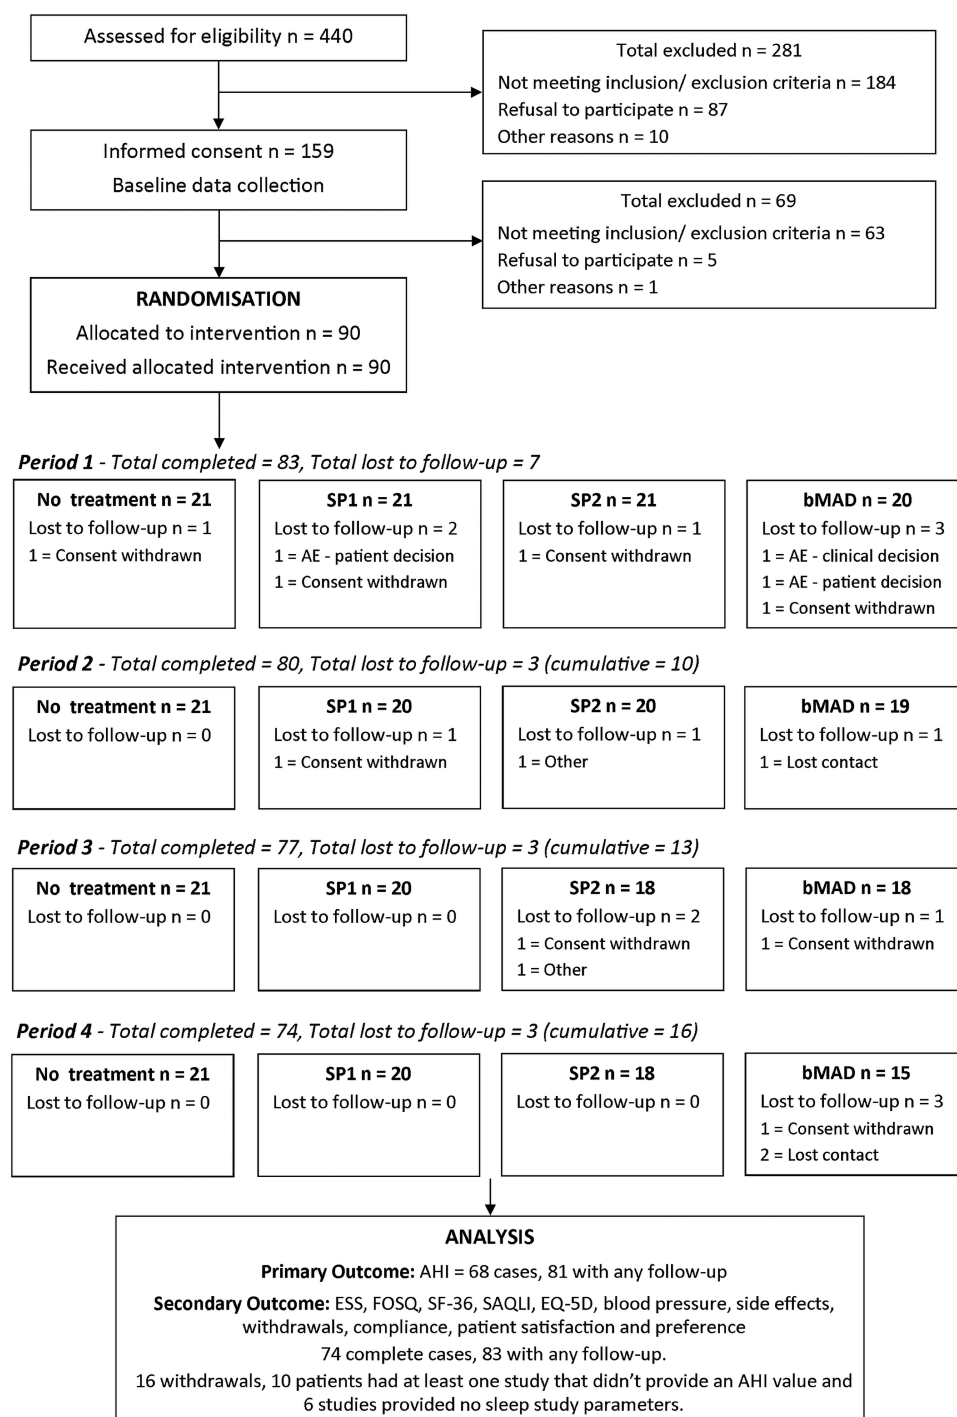 Assessed for eligibility n = 440
Total excluded n = 281
Not meeting inclusion/ exclusion criteria n = 184
Refusal to participate n = 87
Other reasons n = 10
Informed consent n = 159
Baseline data collection
Total excluded n = 69
Not meeting inclusion/ exclusion criteria n = 63
Refusal to participate n = 5
Other reasons n = 1
RANDOMISATION
Allocated to intervention n = 90
Received allocated intervention n = 90
Period 1 - Total completed = 83, Total lost to follow-up = 7
No treatment n = 21
Lost to follow-up n = 1
1 = Consent withdrawn
SP1 n = 21
Lost to follow-up n = 2
1 = AE - patient decision
1 = Consent withdrawn
SP2 n = 21
Lost to follow-up n = 1
1 = Consent withdrawn
bMAD n = 20
Lost to follow-up n = 3
1 = AE - clinical decision
1 = AE - patient decision
1 = Consent withdrawn
Period 2 - Total completed = 80, Total lost to follow-up = 3 (cumulative = 10)
No treatment n = 21
Lost to follow-up n = 0
SP1 n = 20
Lost to follow-up n = 1
1 = Consent withdrawn
SP2 n = 20
Lost to follow-up n = 1
1 = Other
bMAD n = 19
Lost to follow-up n = 1
1 = Lost contact
Period 3 - Total completed = 77, Total lost to follow-up = 3 (cumulative = 13)
No treatment n = 21
Lost to follow-up n = 0
SP1 n = 20
Lost to follow-up n = 0
SP2 n = 18
Lost to follow-up n = 2
1 = Consent withdrawn
1 = Other
bMAD n = 18
Lost to follow-up n = 1
1 = Consent withdrawn
Period 4 - Total completed = 74, Total lost to follow-up = 3 (cumulative = 16)
No treatment n = 21
Lost to follow-up n = 0
SP1 n = 20
Lost to follow-up n = 0
SP2 n = 18
Lost to follow-up n = 0
bMAD n = 15
Lost to follow-up n = 3
1 = Consent withdrawn
2 = Lost contact
ANALYSIS
Primary Outcome: AHI = 68 cases, 81 with any follow-up
Secondary Outcome: ESS, FOSQ, SF-36, SAQLI, EQ-5D, blood pressure, side effects,
withdrawals, compliance, patient satisfaction and preference
74 complete cases, 83 with any follow-up.
16 withdrawals, 10 patients had at least one study that didn't provide an AHI value and
6 studies provided no sleep study parameters.